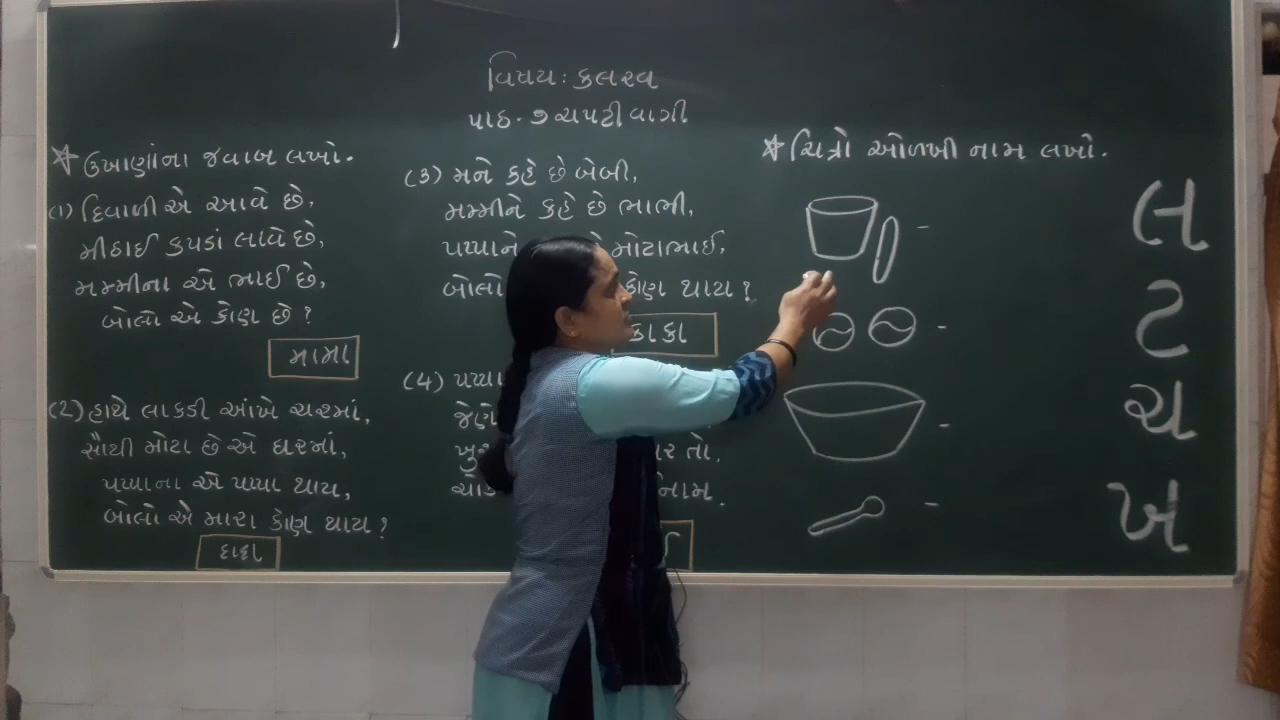 વિષય: કલરવ
પાઠ-૭ ચપટી વાગી
★ ઉખાણાંના જવાબ લખો.
(૧) દિવાળી એ આવે છે,
મીઠાઈ કપડાં લાવે છે,
મમ્મીના એ ભાઈ છે,
બોલો એ કોણ છે?
મામા
(૨) હાથે લાકડી આંખે ચશ્માં,
સૌથી મોટા છે એ ઘરનાં,
પપ્પાના એ પપ્પા થાય,
બોલો એ મારા કોણ થાય?
દાદા
(૩) મને કહે છે બેબી,
મમ્મીને કહે છે ભાભી,
પપ્પાને મોટાભાઈ,
બોલો કોણ થાય?
કાકા
(૪)
તો,
નામ.
★ ચિત્રો ઓળખી નામ લખો.
-
-
-
-
લ
ટ
ચ
ખ